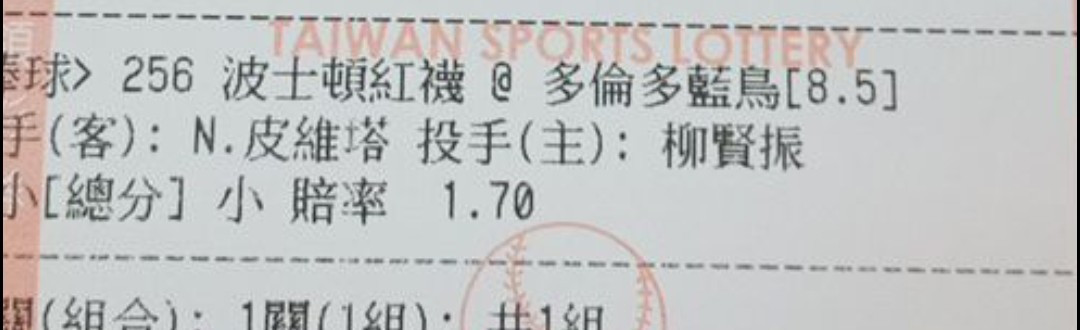 TAIWAN SPORTS LOTTERY
棒球> 256 波士頓紅襪 @ 多倫多藍鳥[8.5]
手(客): N.皮維塔 投手(主): 柳賢振
小[總分] 小 賠率 1.70
關(組合): 1關(1組): 共1組